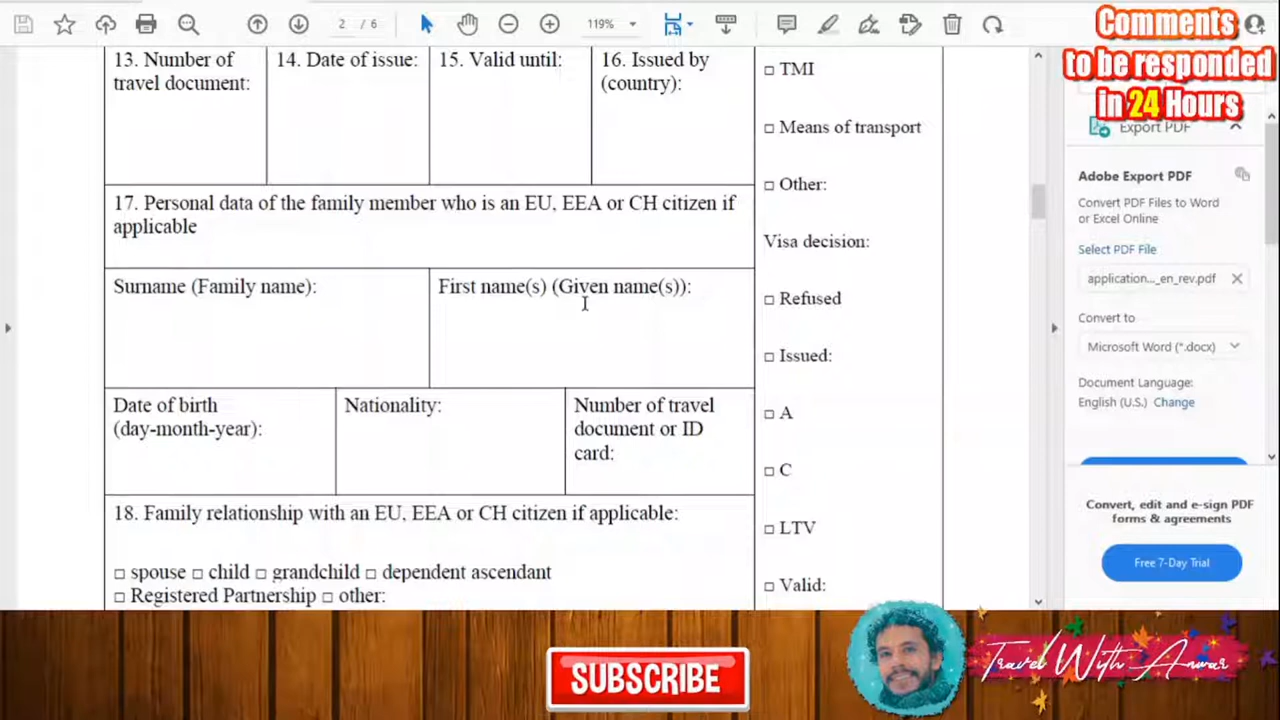 2 / 6
119%
Comments
to be responded
in 24 Hours
13. Number of
travel document:
14. Date of issue:
15. Valid until:
16. Issued by
(country):
17. Personal data of the family member who is an EU, EEA or CH citizen if
applicable
Surname (Family name):
First name(s) (Given name(s)):
Date of birth
(day-month-year):
Nationality:
Number of travel
document or ID
card:
18. Family relationship with an EU, EEA or CH citizen if applicable:
□ spouse □ child □ grandchild □ dependent ascendant
□ Registered Partnership □ other:
□ TMI
□ Means of transport
□ Other:
Visa decision:
□ Refused
□ Issued:
□ A
□ C
□ LTV
□ Valid:
Export PDF
Adobe Export PDF
Convert PDF Files to Word
or Excel Online
Select PDF File
application..._en_rev.pdf
Convert to
Microsoft Word (*.docx)
Document Language:
English (U.S.) Change
Convert, edit and e-sign PDF
forms & agreements
Free 7-Day Trial
SUBSCRIBE
Travel With Anwar